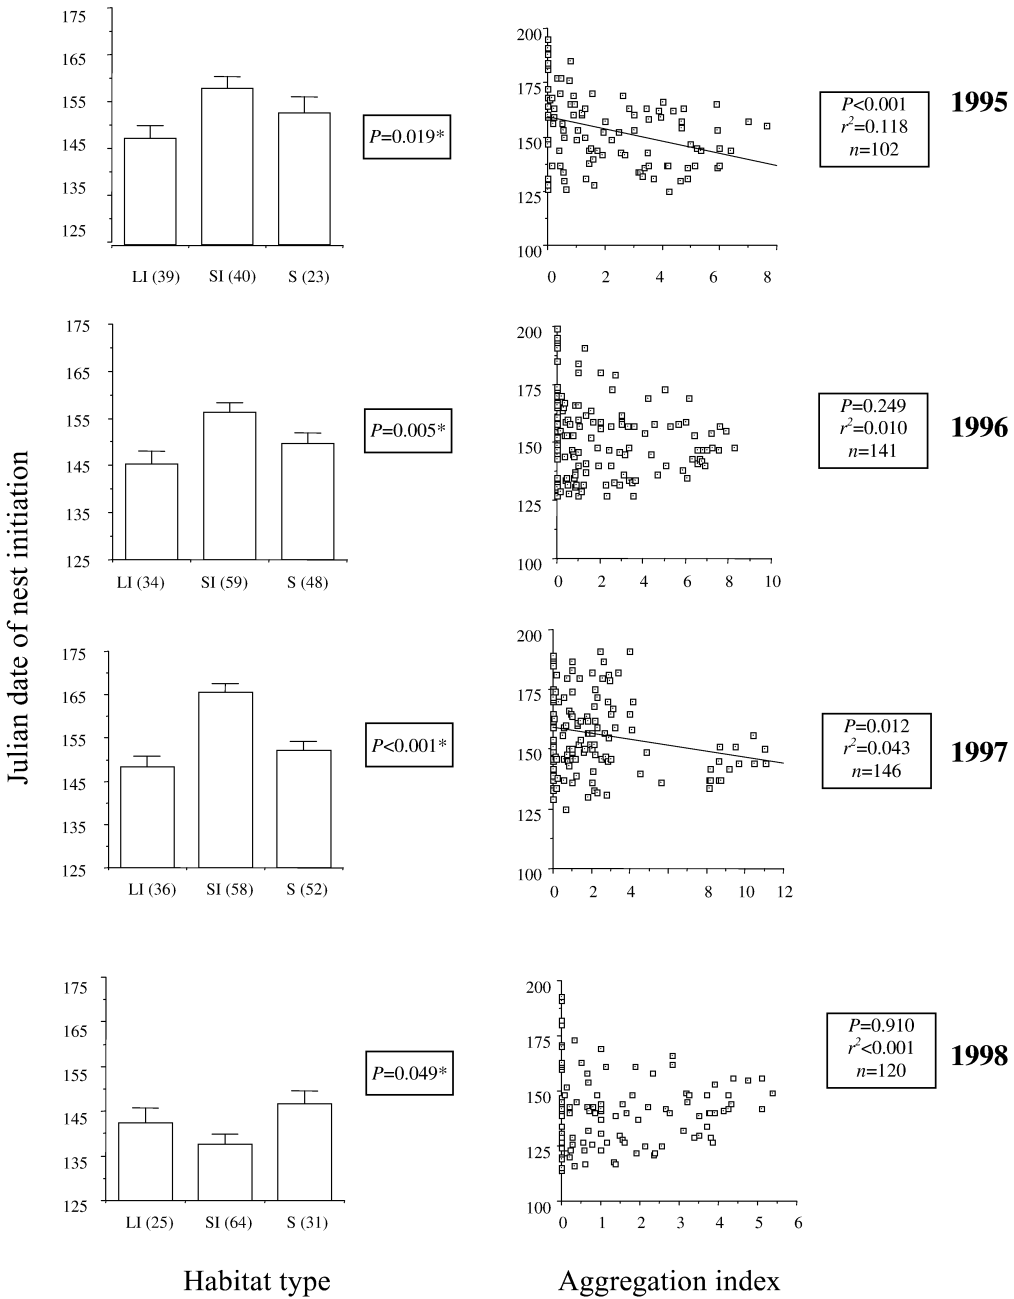 175
165
155
145
135
125
LI (39) SI (40) S (23)
P=0.019*
200
175
150
125
100
0 2 4 6 8
P<0.001
r²=0.118
n=102
1995
175
165
155
145
135
125
LI (34) SI (59) S (48)
P=0.005*
200
175
150
125
100
0 2 4 6 8 10
P=0.249
r²=0.010
n=141
1996
Julian date of nest initiation
175
165
155
145
135
125
LI (36) SI (58) S (52)
P<0.001*
200
175
150
125
100
0 2 4 6 8 10 12
P=0.012
r²=0.043
n=146
1997
175
165
155
145
135
125
LI (25) SI (64) S (31)
P=0.049*
200
175
150
125
100
0 1 2 3 4 5 6
P=0.910
r²<0.001
n=120
1998
Habitat type
Aggregation index